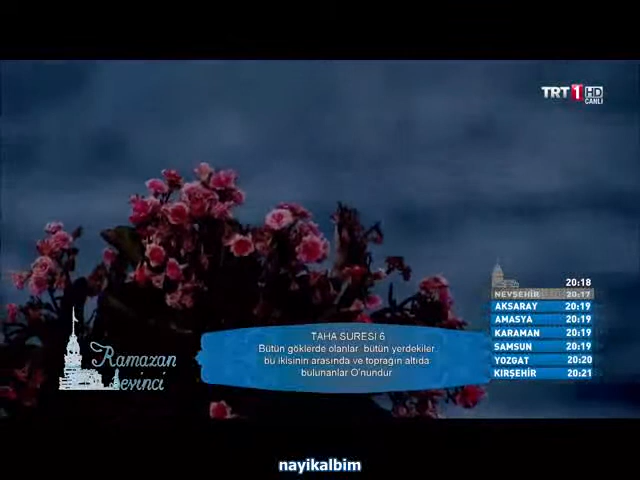 TRT 1 HD
CANLI
20:18
NEVŞEHİR 20:17
AKSARAY 20:19
AMASYA 20:19
KARAMAN 20:19
SAMSUN 20:19
YOZGAT 20:20
KIRŞEHİR 20:21
TAHA SURESİ 6
Bütün göklerde olanlar bütün yerdekiler,
bu ikisinin arasında ve toprağın altıda
bulunanlar O'nundur
Ramazan
Sevinci
nayikalbim